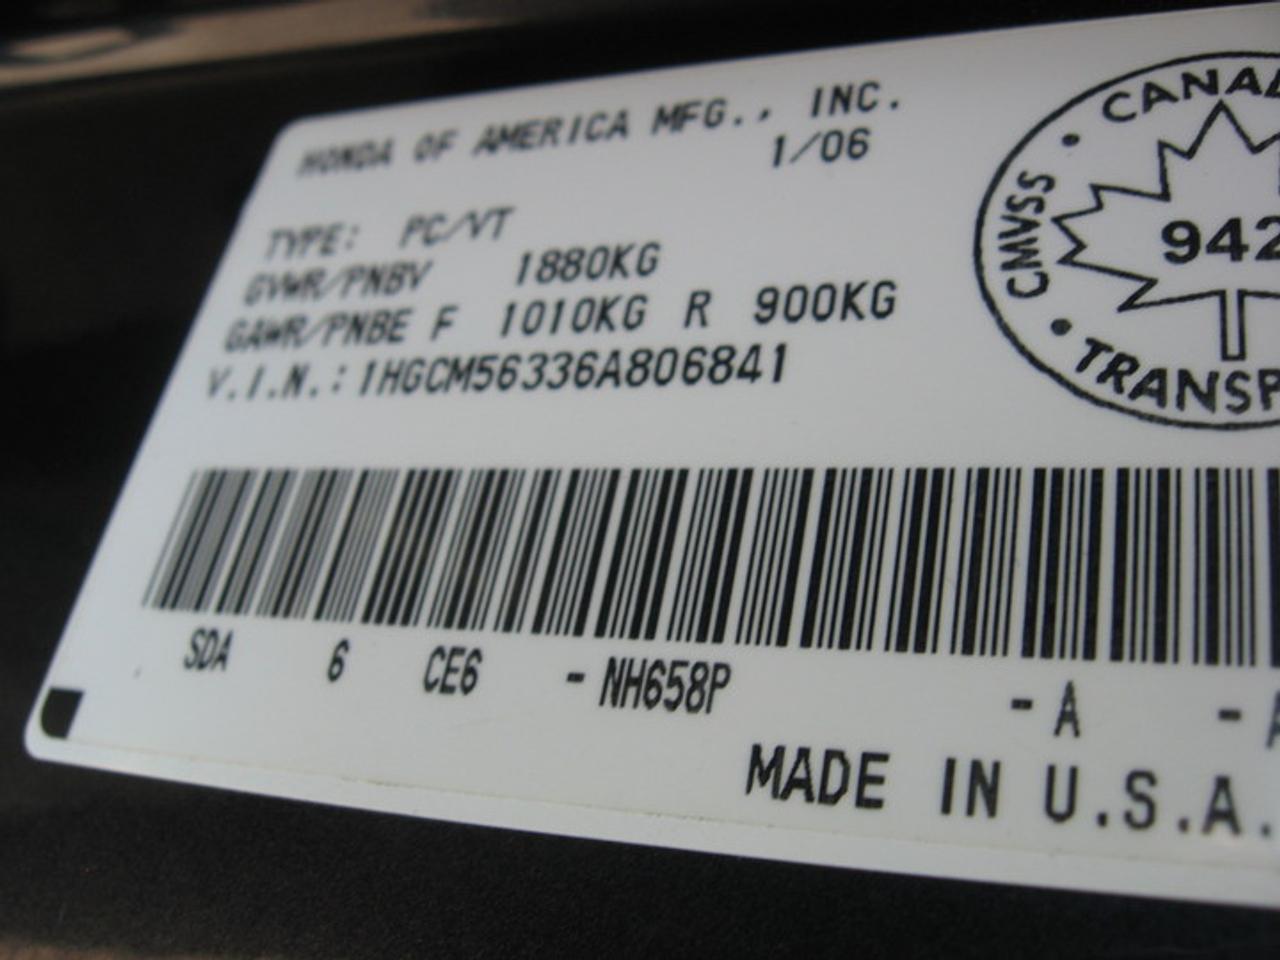 HONDA OF AMERICA MFG., INC.
1/06
TYPE: PC/VT
GVWR/PNBV 1880KG
GAWR/PNBE F 1010KG R 900KG
V.I.N.: 1HGCM56336A806841
CANAD
CMVSS
942
TRANSP
SDA 6 CE6 - NH658P - A - A
MADE IN U.S.A.